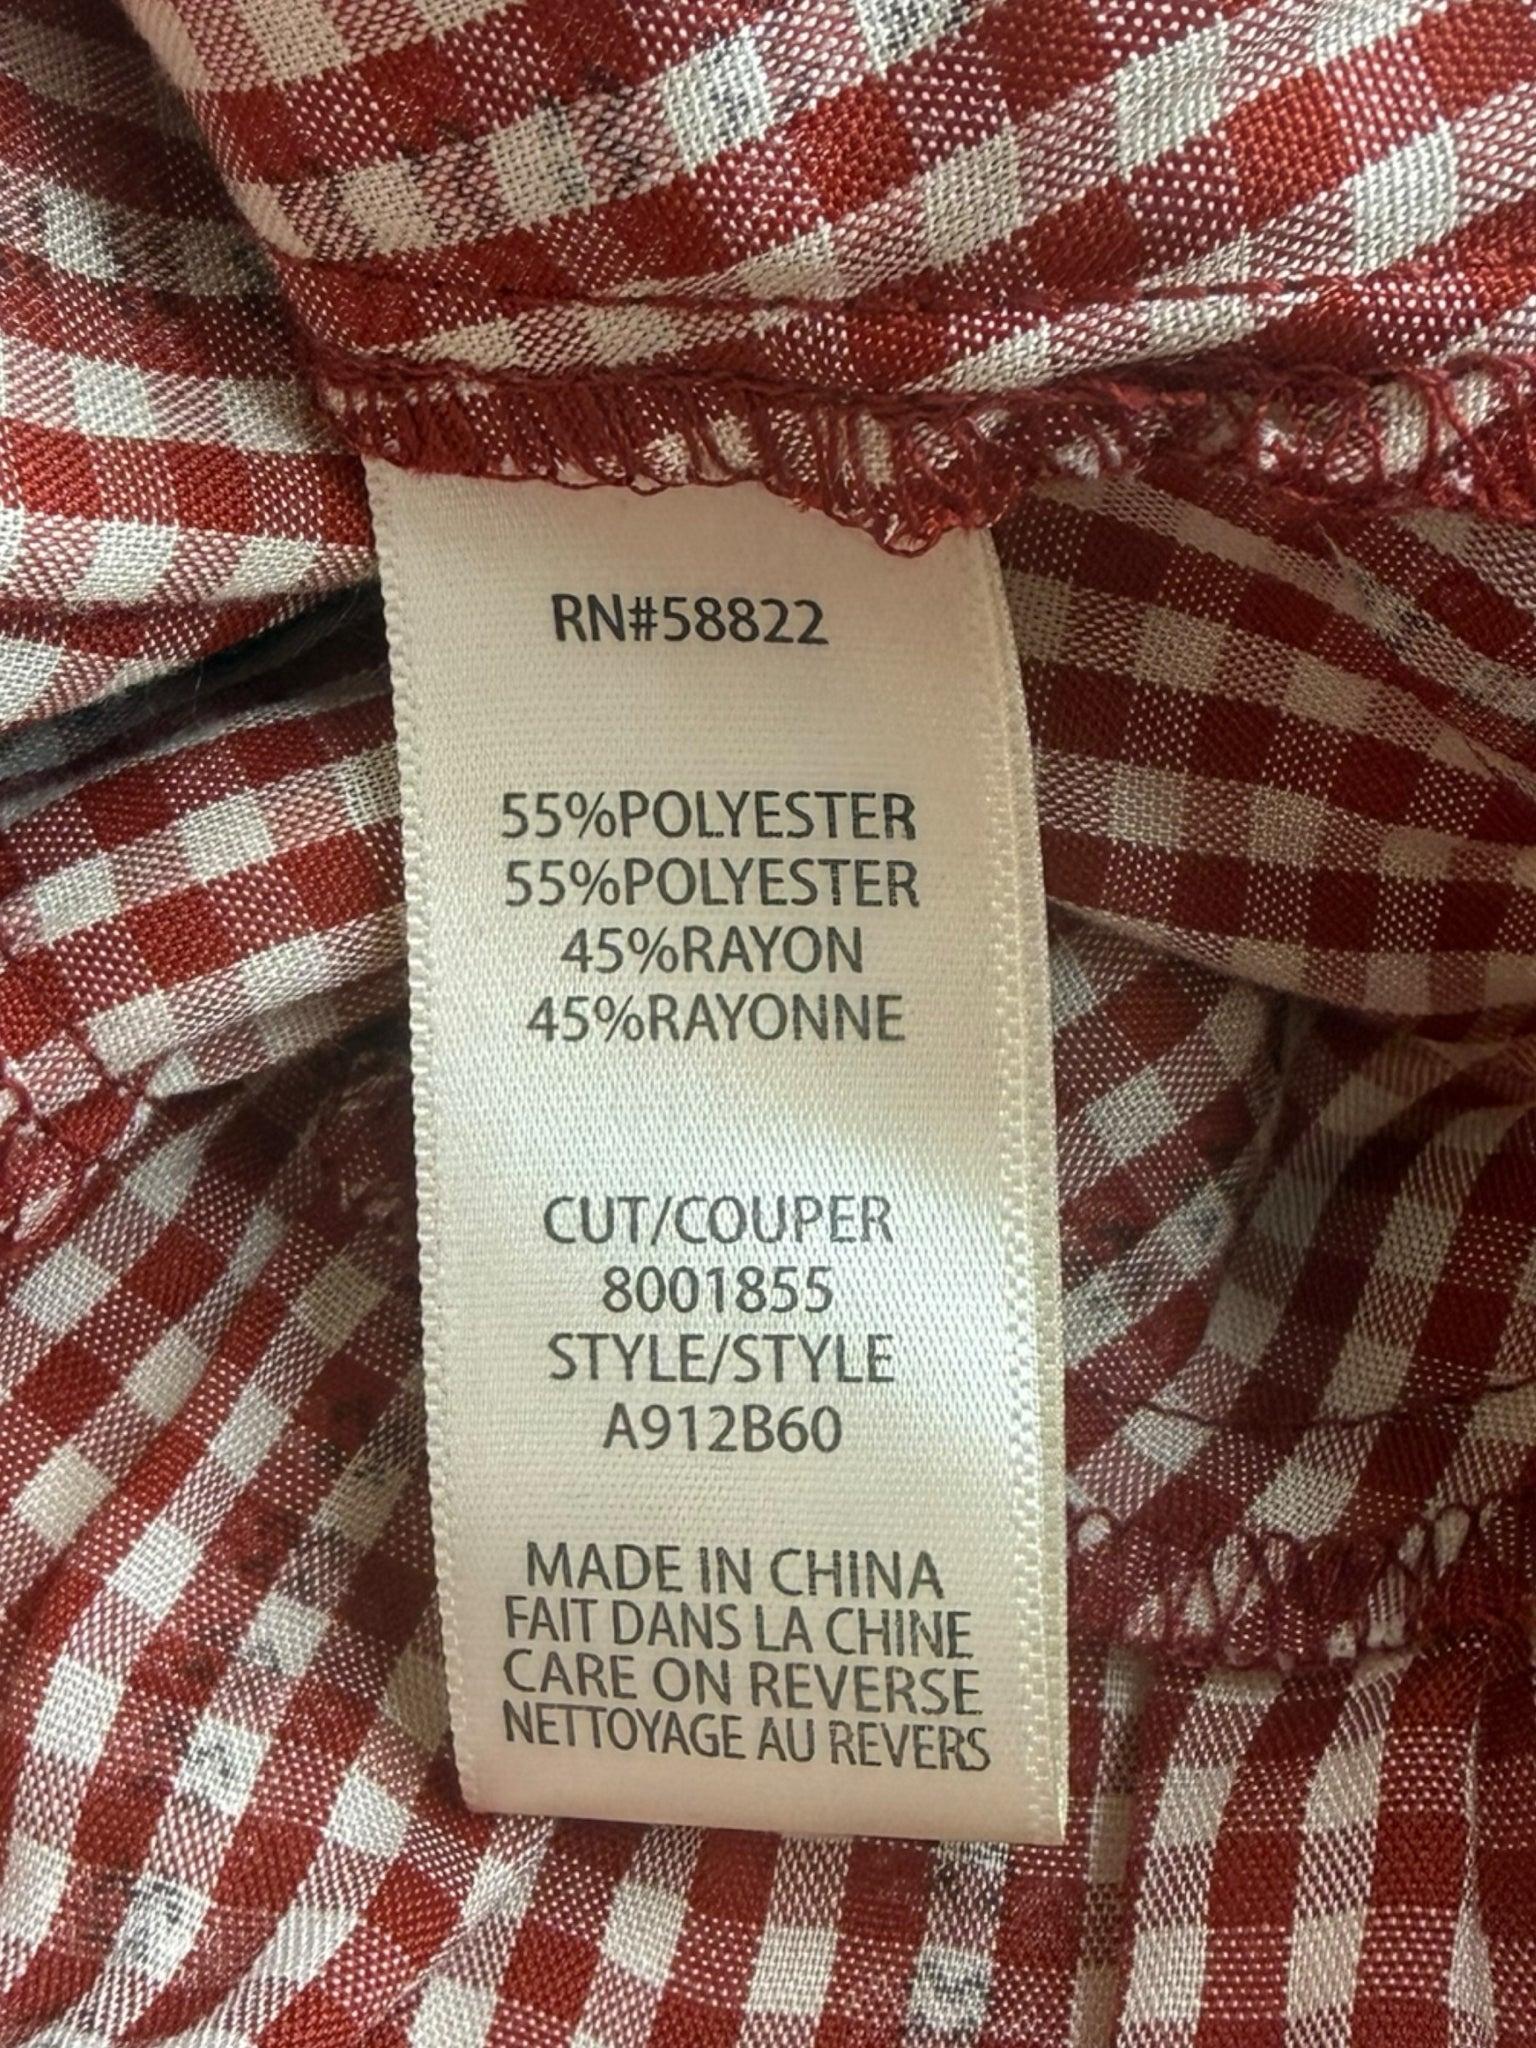 RN#58822
55%POLYESTER
55%POLYESTER
45%RAYON
45%RAYONNE
CUT/COUPER
8001855
STYLE/STYLE
A912B60
MADE IN CHINA
FAIT DANS LA CHINE
CARE ON REVERSE
NETTOYAGE AU REVERS